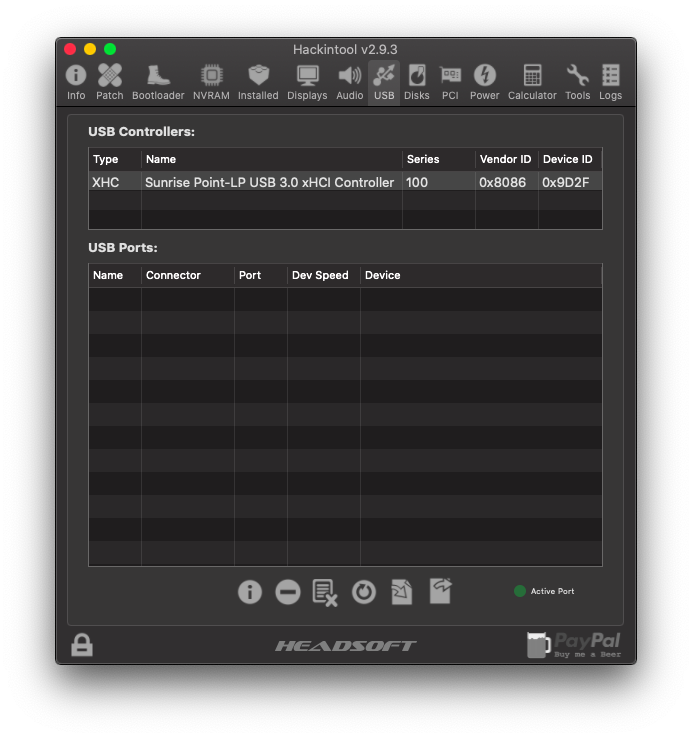 Hackintool v2.9.3
Info Patch Bootloader NVRAM Installed Displays Audio USB Disks PCI Power Calculator Tools Logs
USB Controllers:
Type Name Series Vendor ID Device ID
XHC Sunrise Point-LP USB 3.0 xHCI Controller 100 0x8086 0x9D2F
USB Ports:
Name Connector Port Dev Speed Device
Active Port
HEADSOFT
PayPal
Buy me a Beer